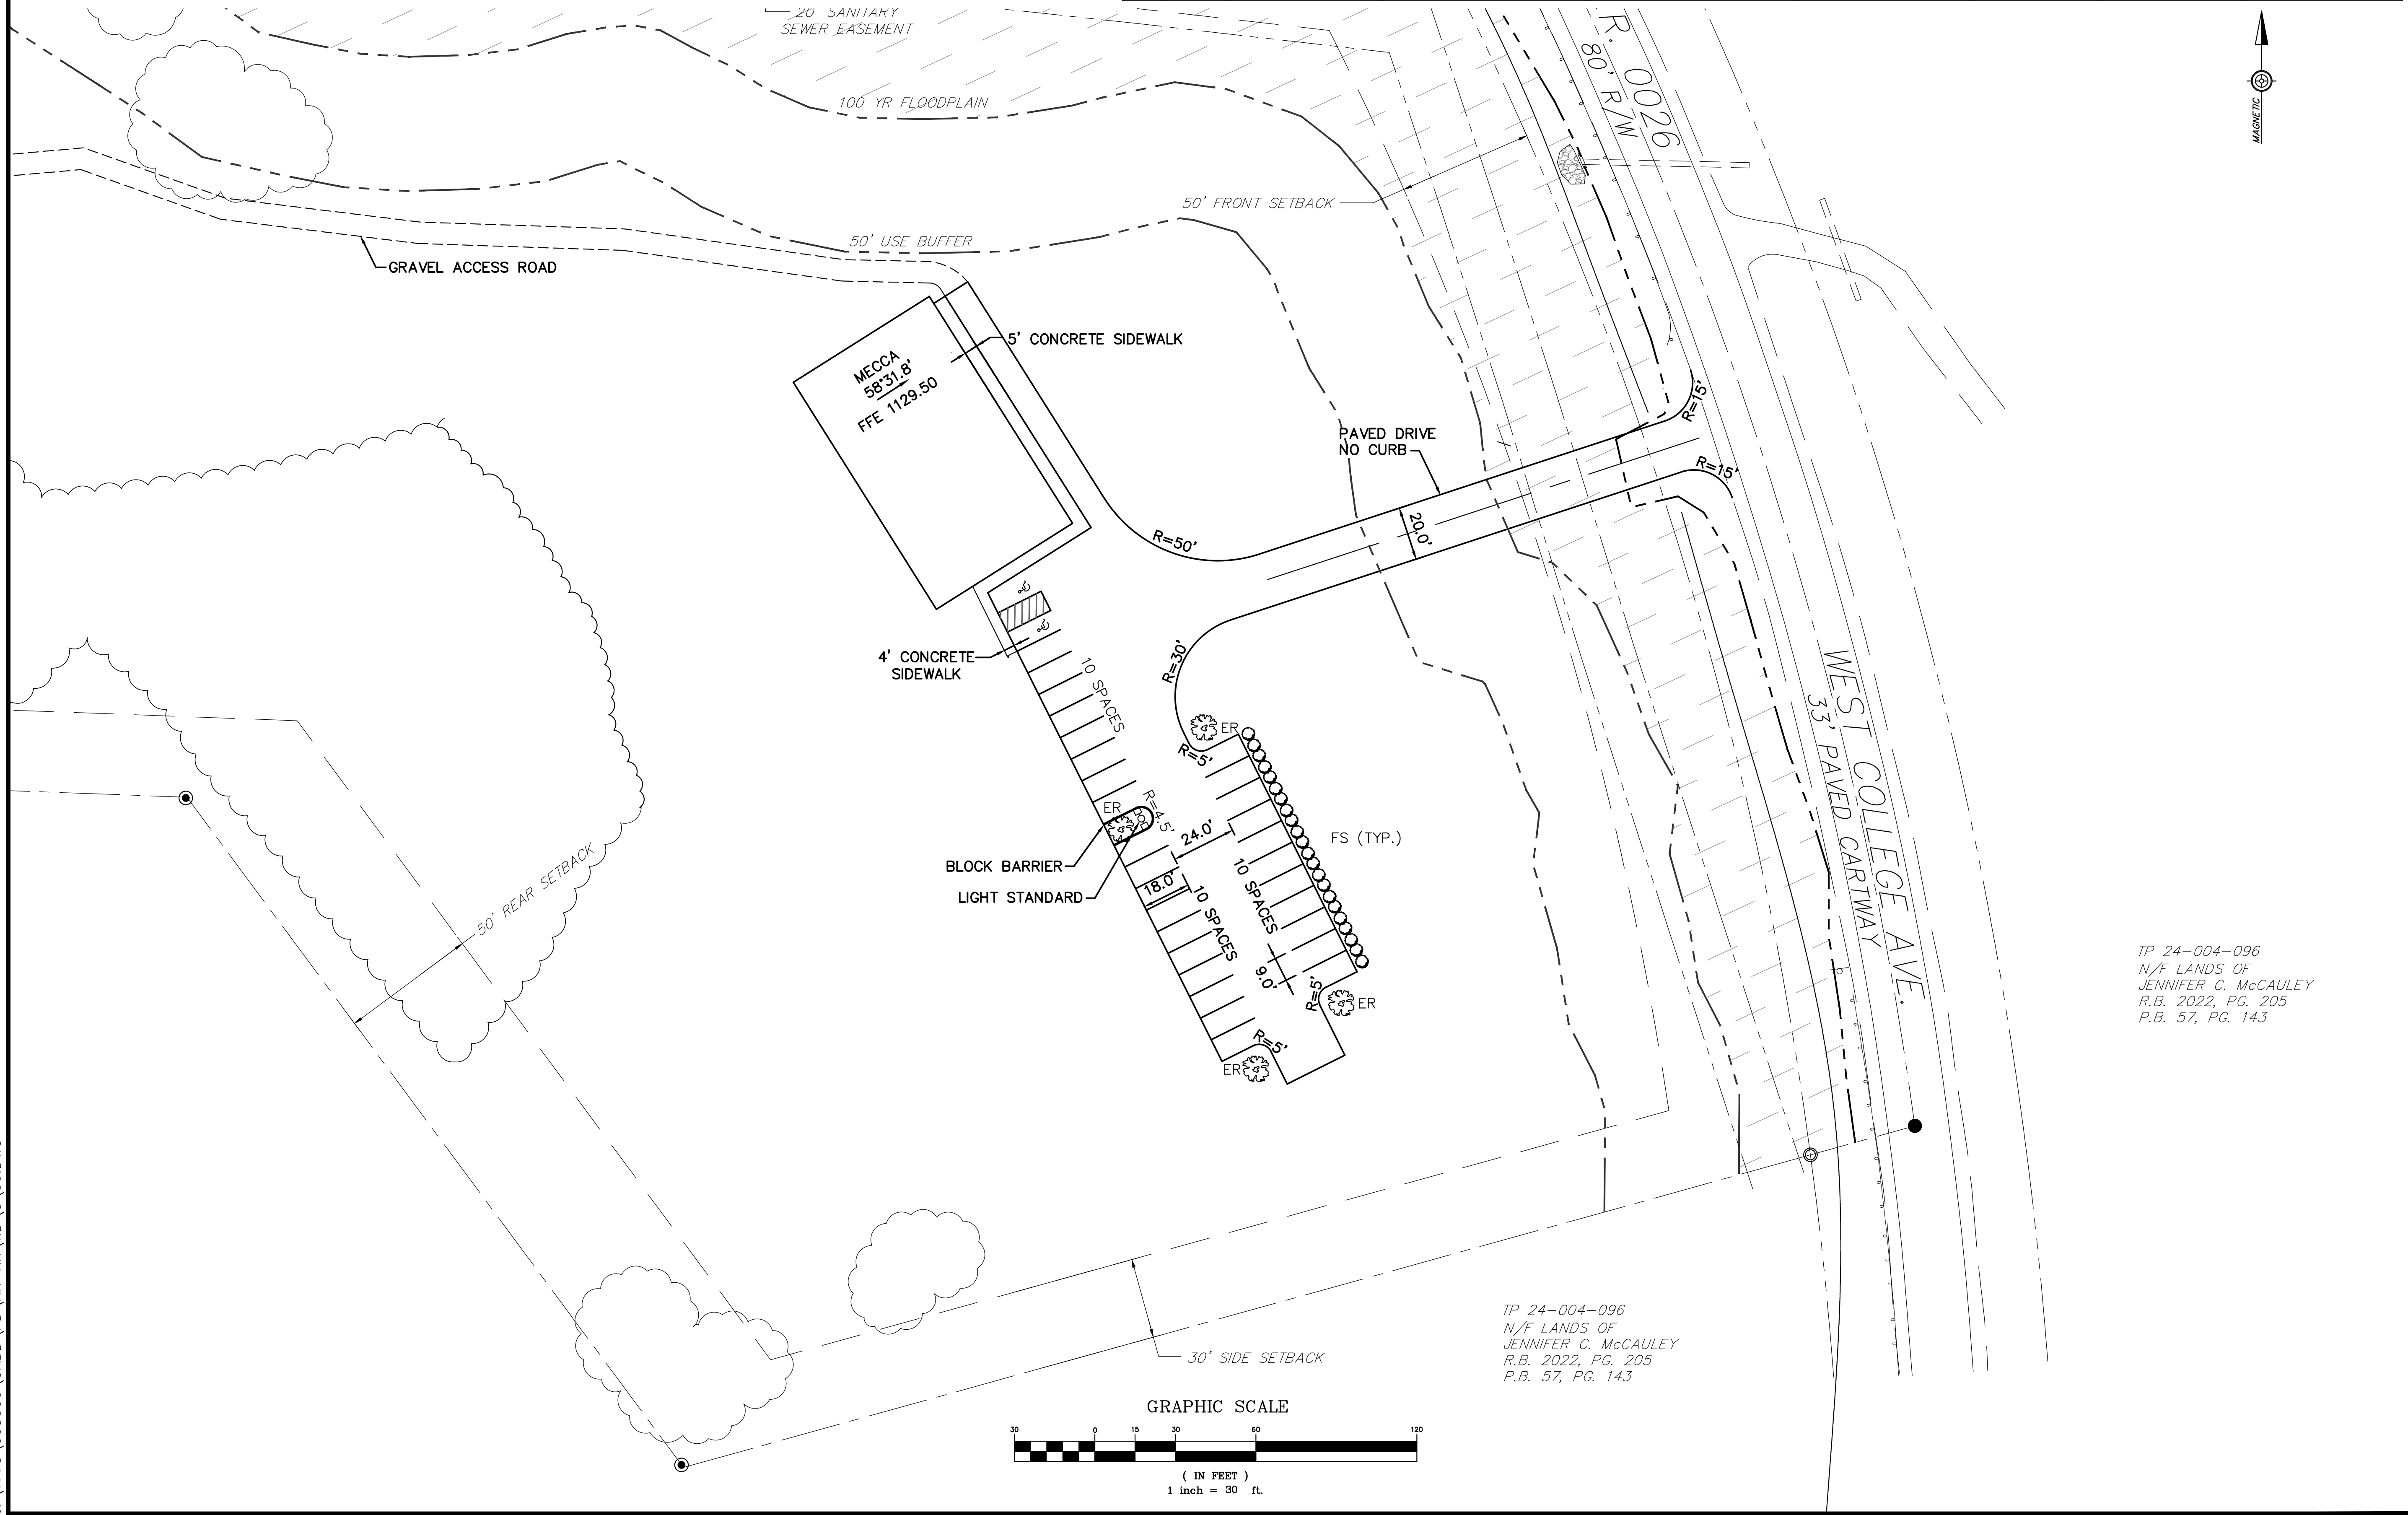 20' SANITARY
SEWER EASEMENT
R. 0026
80' R/W
MAGNETIC
100 YR FLOODPLAIN
50' FRONT SETBACK
50' USE BUFFER
GRAVEL ACCESS ROAD
5' CONCRETE SIDEWALK
MECCA
58°31.8'
FFE 1129.50
R=15'
PAVED DRIVE
NO CURB
R=15'
20.0'
R=50'
4' CONCRETE
SIDEWALK
10 SPACES
R=30'
ER
R=5'
WEST COLLEGE AVE.
33' PAVED CARTWAY
ER
R=4.5'
24.0'
FS (TYP.)
BLOCK BARRIER
LIGHT STANDARD
18.0'
10 SPACES
10 SPACES
9.0'
R=5'
ER
R=5'
ER
50' REAR SETBACK
TP 24-004-096
N/F LANDS OF
JENNIFER C. McCAULEY
R.B. 2022, PG. 205
P.B. 57, PG. 143
TP 24-004-096
N/F LANDS OF
JENNIFER C. McCAULEY
R.B. 2022, PG. 205
P.B. 57, PG. 143
30' SIDE SETBACK
GRAPHIC SCALE
30 0 15 30 60 120
( IN FEET )
1 inch = 30 ft.